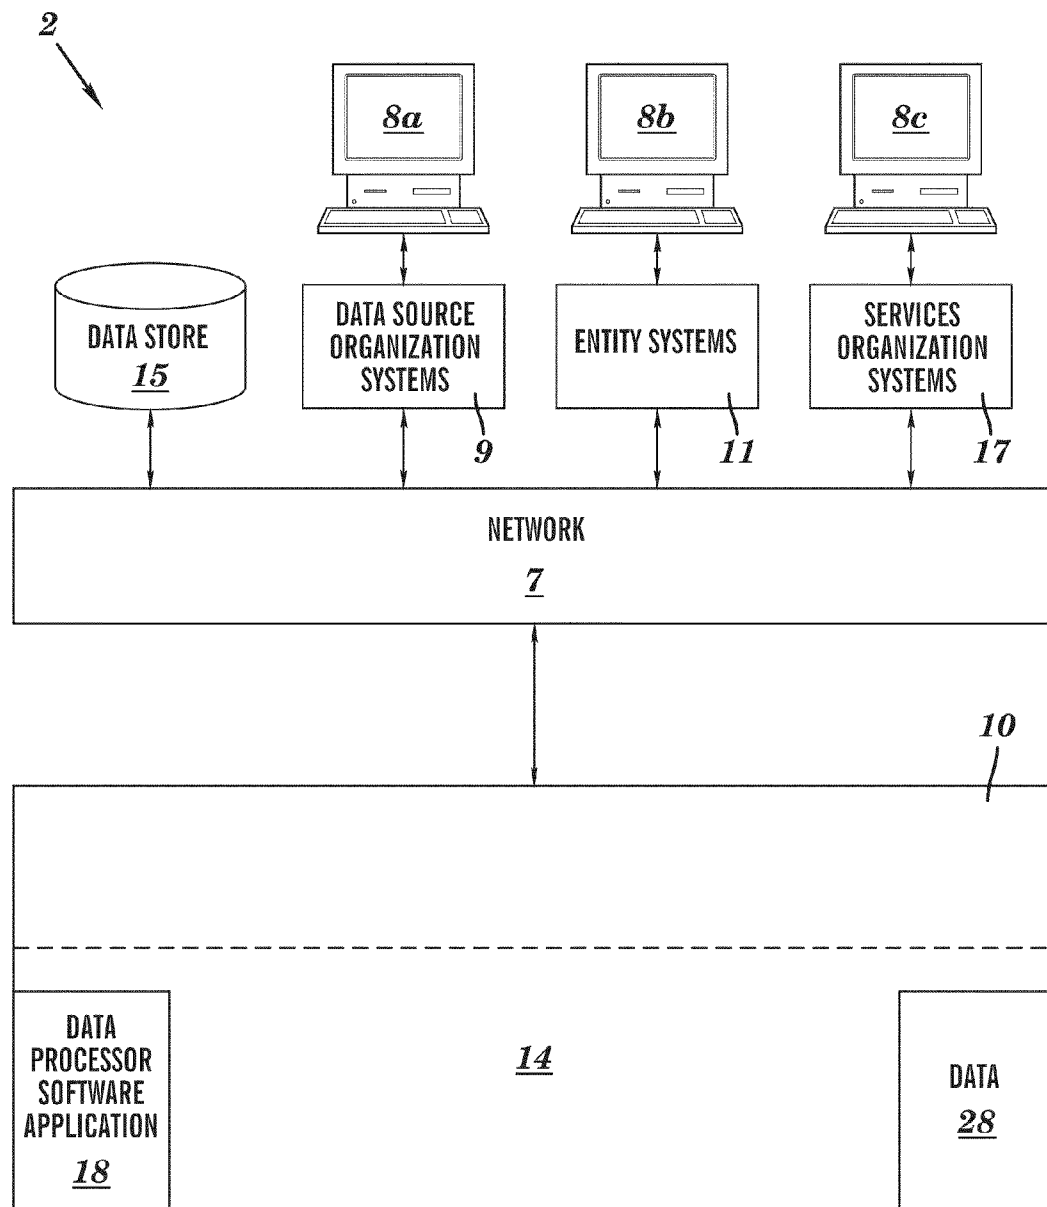 2
8a
8b
8c
DATA STORE
15
DATA SOURCE
ORGANIZATION
SYSTEMS
9
ENTITY SYSTEMS
11
SERVICES
ORGANIZATION
SYSTEMS
17
NETWORK
7
10
DATA
PROCESSOR
SOFTWARE
APPLICATION
18
14
DATA
28